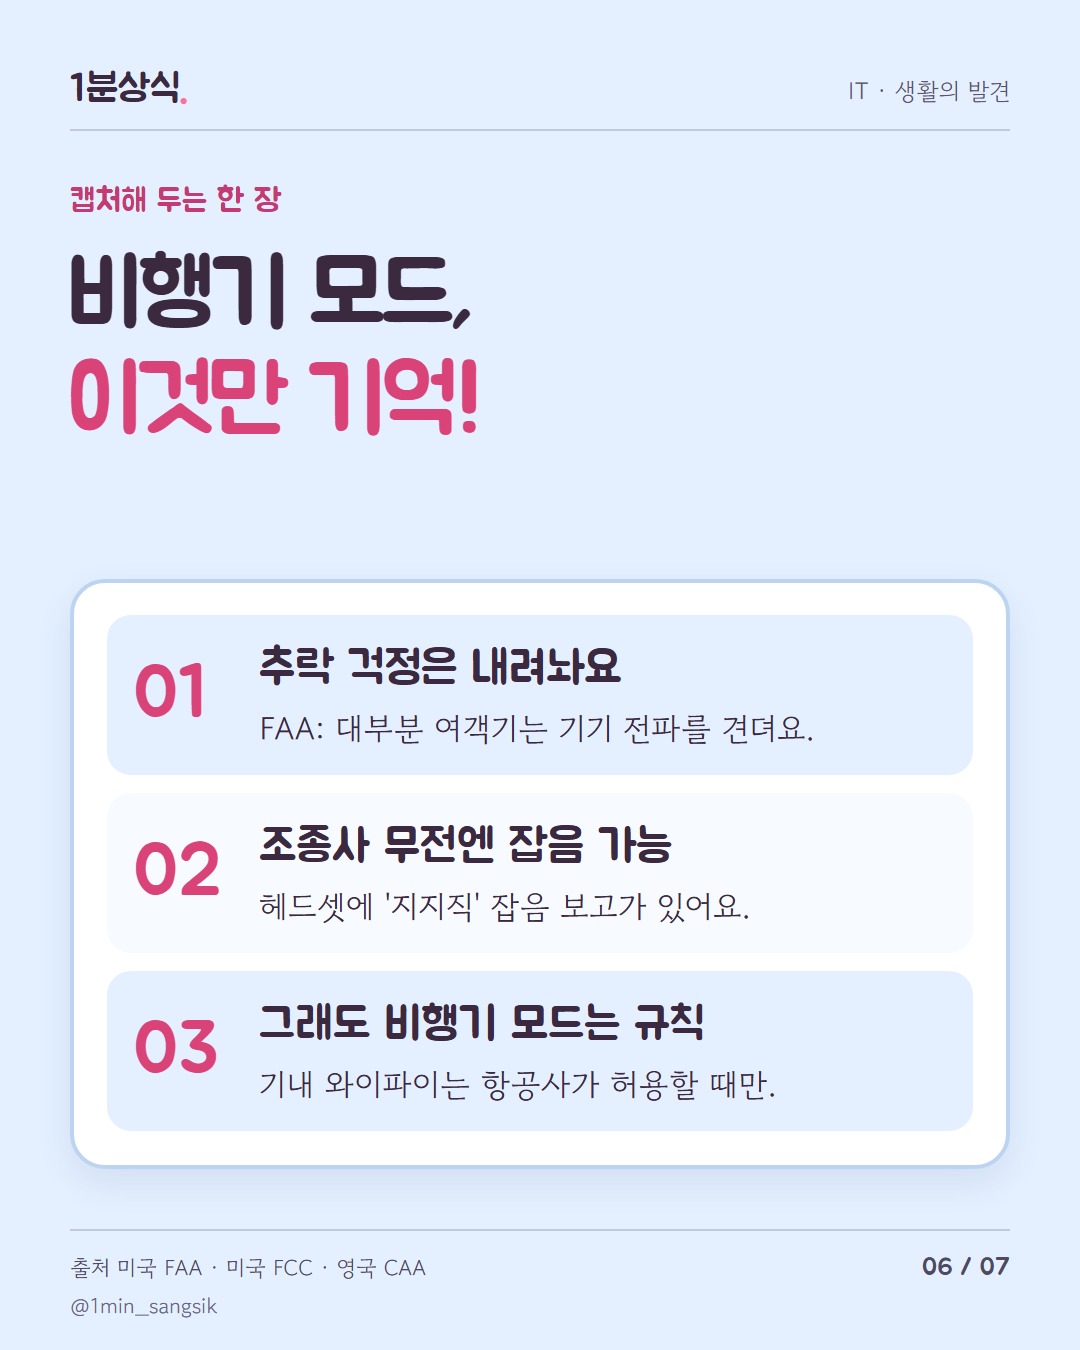 1분상식.
IT · 생활의 발견
캡처해 두는 한 장
비행기 모드,
이것만 기억!
01
추락 걱정은 내려놔요
FAA: 대부분 여객기는 기기 전파를 견뎌요.
02
조종사 무전엔 잡음 가능
헤드셋에 '지지직' 잡음 보고가 있어요.
03
그래도 비행기 모드는 규칙
기내 와이파이는 항공사가 허용할 때만.
출처 미국 FAA · 미국 FCC · 영국 CAA
06 / 07
@1min_sangsik